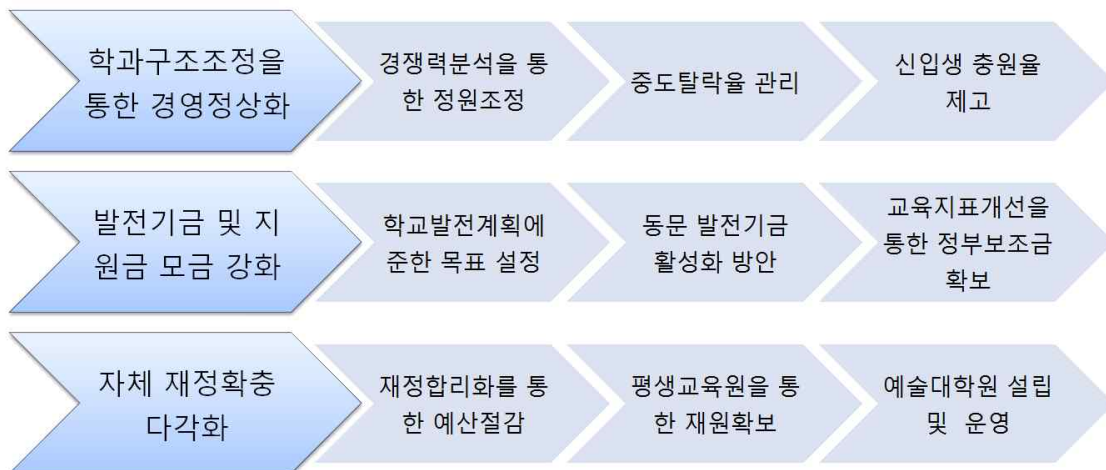 학과구조조정을
통한 경영정상화
경쟁력분석을 통
한 정원조정
중도탈락율 관리
신입생 충원율
제고
발전기금 및 지
원금 모금 강화
학교발전계획에
준한 목표 설정
동문 발전기금
활성화 방안
교육지표개선을
통한 정부보조금
확보
자체 재정확충
다각화
재정합리화를 통
한 예산절감
평생교육원을 통
한 재원확보
예술대학원 설립
및 운영